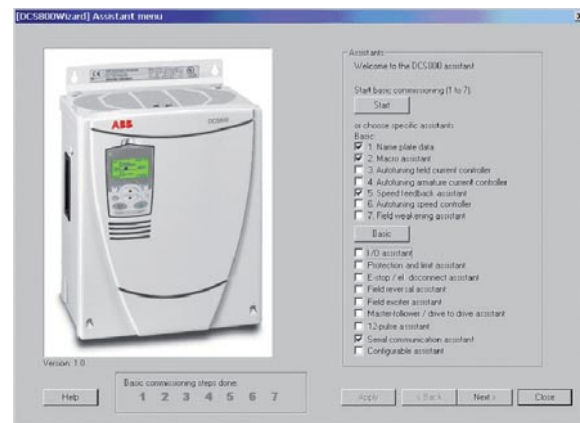 [DCS800Wizard] Assistant menu
ABB
DCS800
Version: 1.0
Help
Basic commissioning steps done:
1 2 3 4 5 6 7
Assistants
Welcome to the DCS800 assistant
Start basic commissioning (1 to 7):
Start
or choose specific assistants
Basic:
1. Name plate data
2. Macro assistant
3. Autotuning field current controller
4. Autotuning armature current controller
5. Speed feedback assistant
6. Autotuning speed controller
7. Field weakening assistant
Basic
I/O assistant
Protection and limit assistant
E-stop / el. disconnect assistant
Field reversal assistant
Field exciter assistant
Master-follower / drive to drive assistant
12-pulse assistant
Serial communication assistant
Configurable assistant
Apply
< Back
Next >
Close